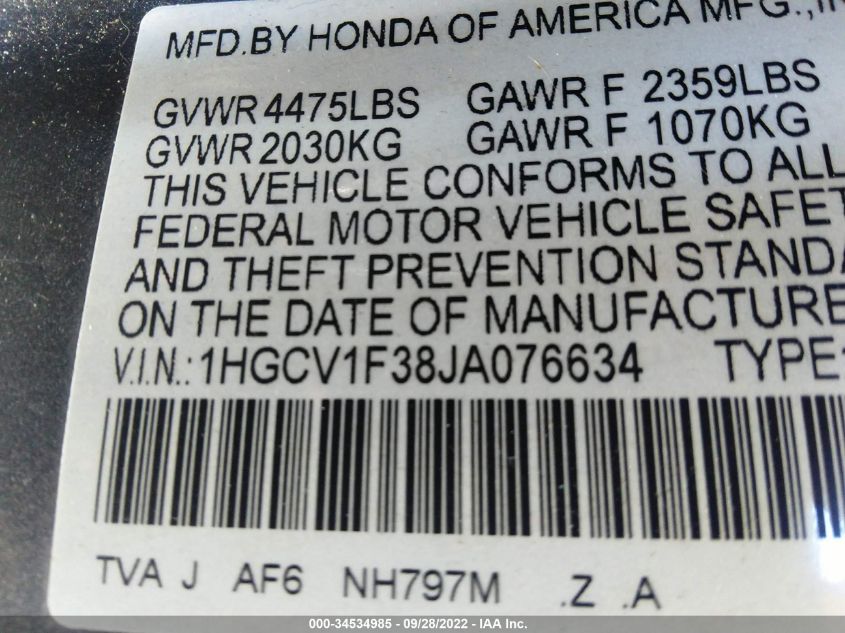 MFD.BY HONDA OF AMERICA MFG.,IN
GVWR 4475LBS GAWR F 2359LBS
GVWR 2030KG GAWR F 1070KG
THIS VEHICLE CONFORMS TO ALL
FEDERAL MOTOR VEHICLE SAFET
AND THEFT PREVENTION STANDA
ON THE DATE OF MANUFACTURE
V.I.N.: 1HGCV1F38JA076634 TYPE:
TVA J AF6 NH797M .Z .A
000-34534985 - 09/28/2022 - IAA Inc.